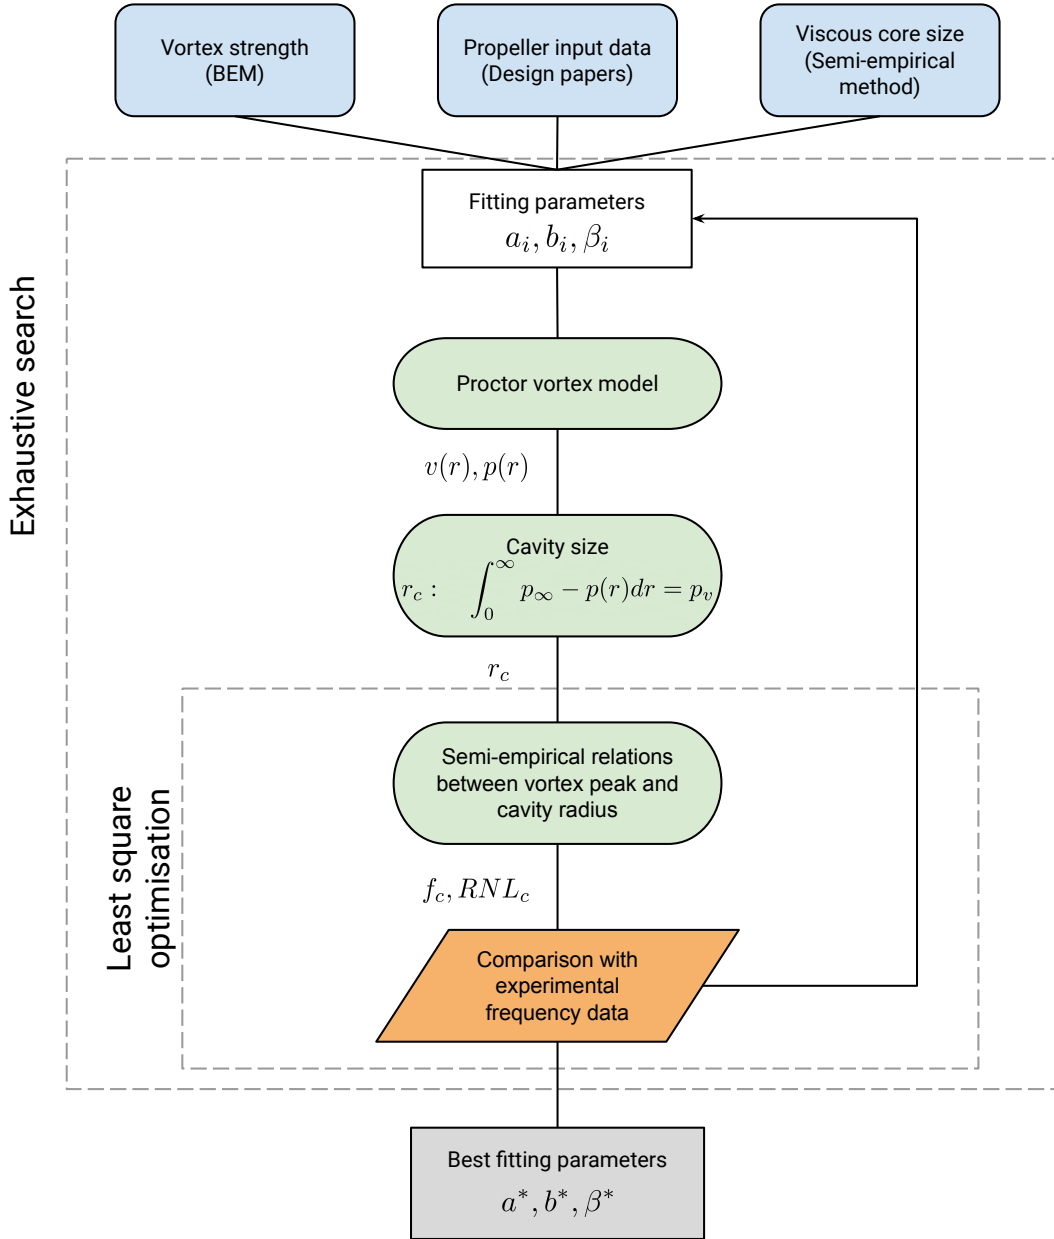 Vortex strength
(BEM)
Propeller input data
(Design papers)
Viscous core size
(Semi-empirical
method)
Exhaustive search
Fitting parameters
a_i, b_i, β_i
Proctor vortex model
v(r), p(r)
Cavity size
r_c : ∫_0^∞ p_∞ − p(r)dr = p_v
r_c
Least square
optimisation
Semi-empirical relations
between vortex peak and
cavity radius
f_c, RNL_c
Comparison with
experimental
frequency data
Best fitting parameters
a*, b*, β*